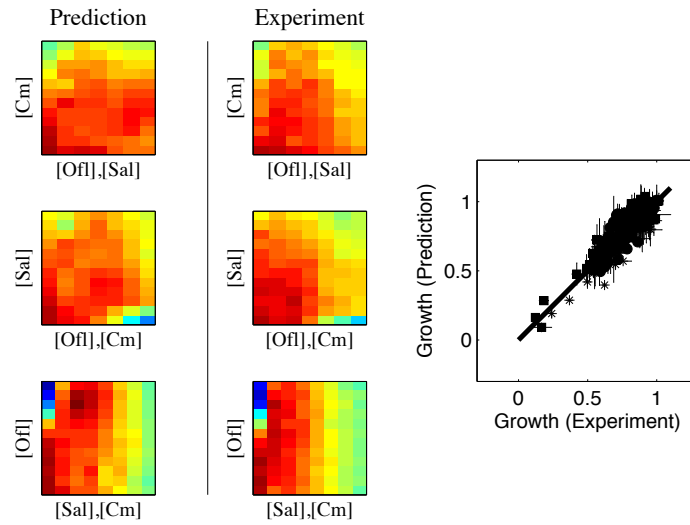 Prediction
Experiment
[Cm]
[Ofl],[Sal]
[Cm]
[Ofl],[Sal]
[Sal]
[Ofl],[Cm]
[Sal]
[Ofl],[Cm]
[Ofl]
[Sal],[Cm]
[Ofl]
[Sal],[Cm]
Growth (Prediction)
1
0.5
0
0 0.5 1
Growth (Experiment)